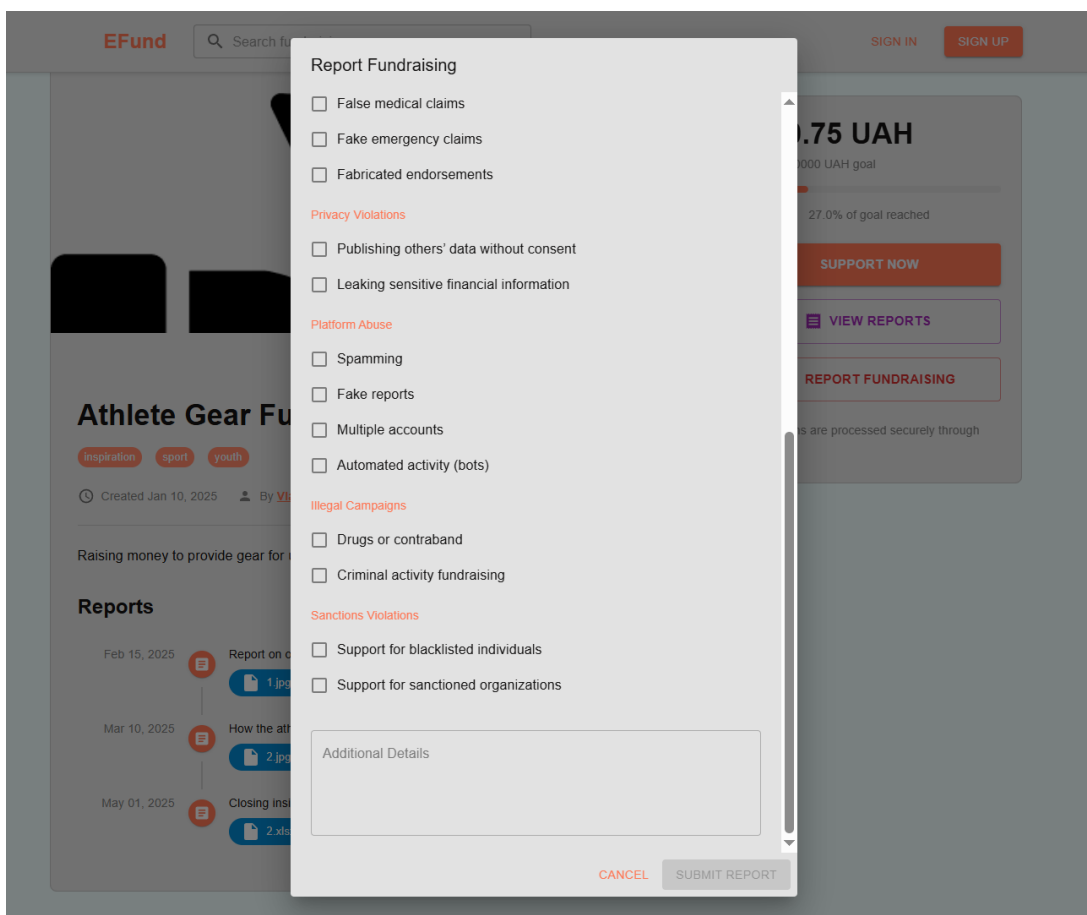 EFund
Search fu
SIGN IN
SIGN UP
Report Fundraising
False medical claims
Fake emergency claims
Fabricated endorsements
Privacy Violations
Publishing others' data without consent
Leaking sensitive financial information
Platform Abuse
Spamming
Fake reports
Multiple accounts
Automated activity (bots)
Illegal Campaigns
Drugs or contraband
Criminal activity fundraising
Sanctions Violations
Support for blacklisted individuals
Support for sanctioned organizations
Additional Details
CANCEL
SUBMIT REPORT
.75 UAH
0000 UAH goal
27.0% of goal reached
SUPPORT NOW
VIEW REPORTS
REPORT FUNDRAISING
are processed securely through
Athlete Gear Fu
inspiration
sport
youth
Created Jan 10, 2025
By
Raising money to provide gear for
Reports
Feb 15, 2025
Report on
1.jpg
Mar 10, 2025
How the
2.jpg
May 01, 2025
Closing
2.xls